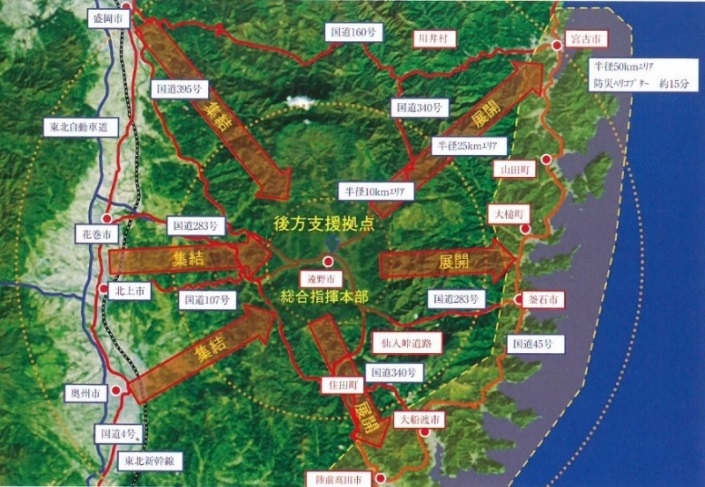 盛岡市
国道160号
川井村
宮古市
半径50kmエリア
防災ヘリコプター 約15分
国道395号
集結
国道340号
展開
東北自動車道
半径25kmエリア
山田町
半径10kmエリア
大槌町
国道283号
後方支援拠点
花巻市
集結
展開
遠野市
北上市
国道107号
総合指揮本部
国道283号
釜石市
集結
仙人峠道路
国道45号
国道340号
住田町
奥州市
展開
大船渡市
国道4号
東北新幹線
陸前高田市